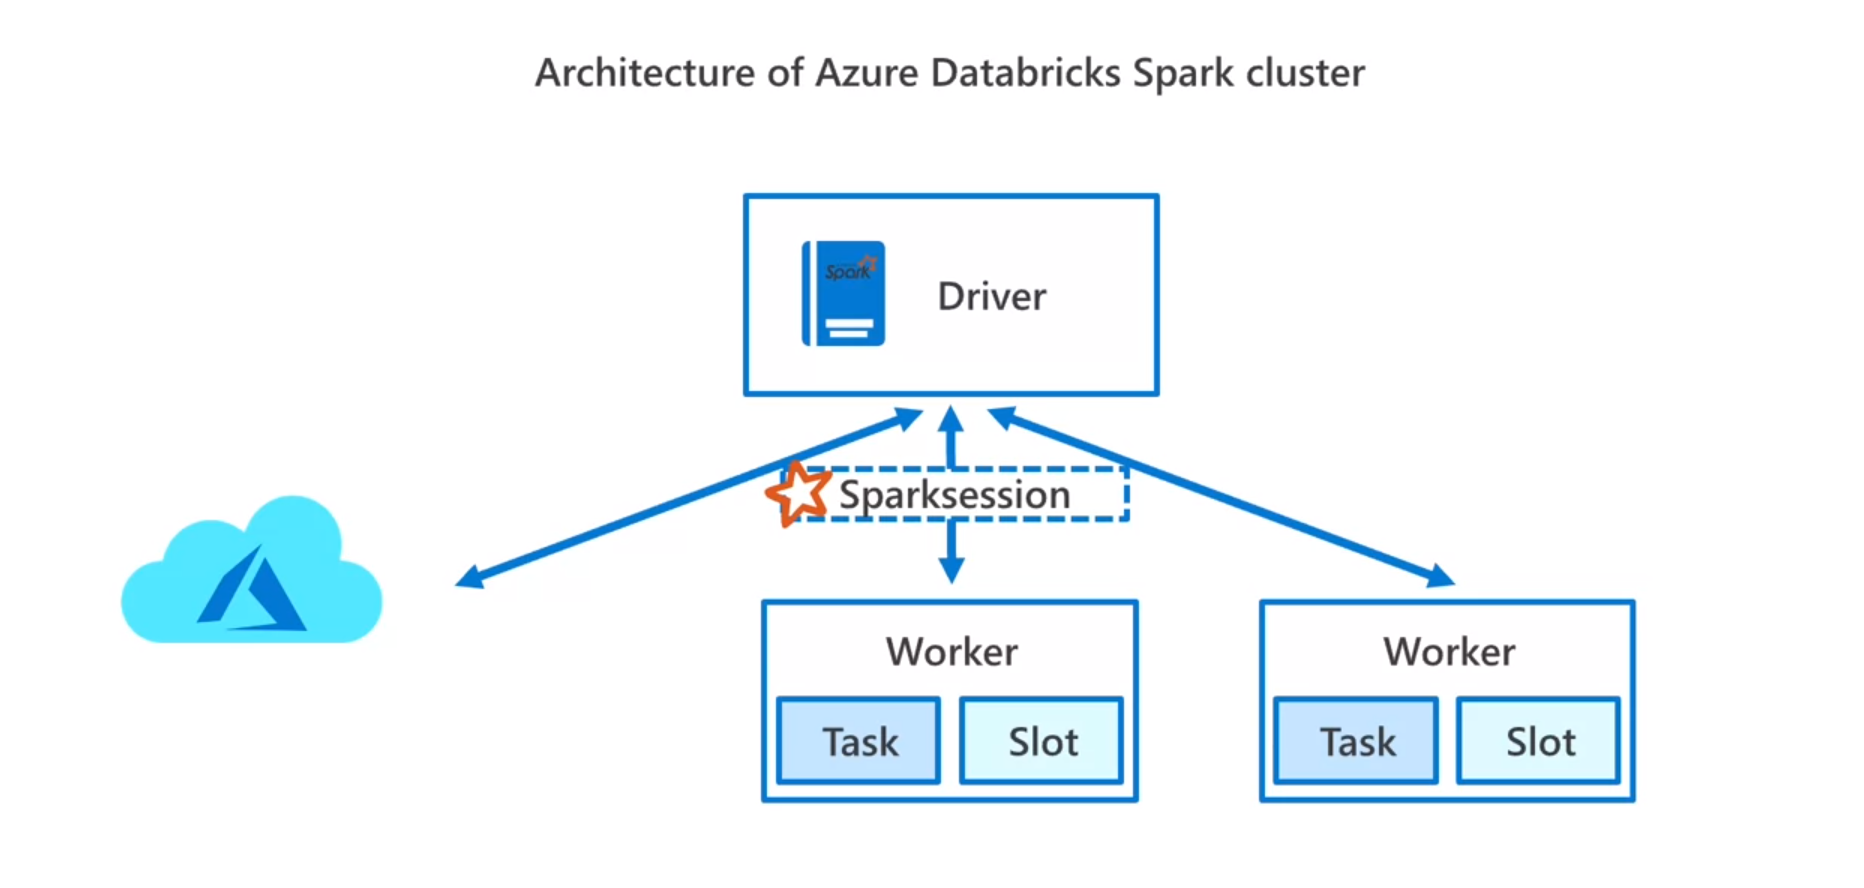 Architecture of Azure Databricks Spark cluster
Spark
Driver
Sparksession
Worker
Task
Slot
Worker
Task
Slot